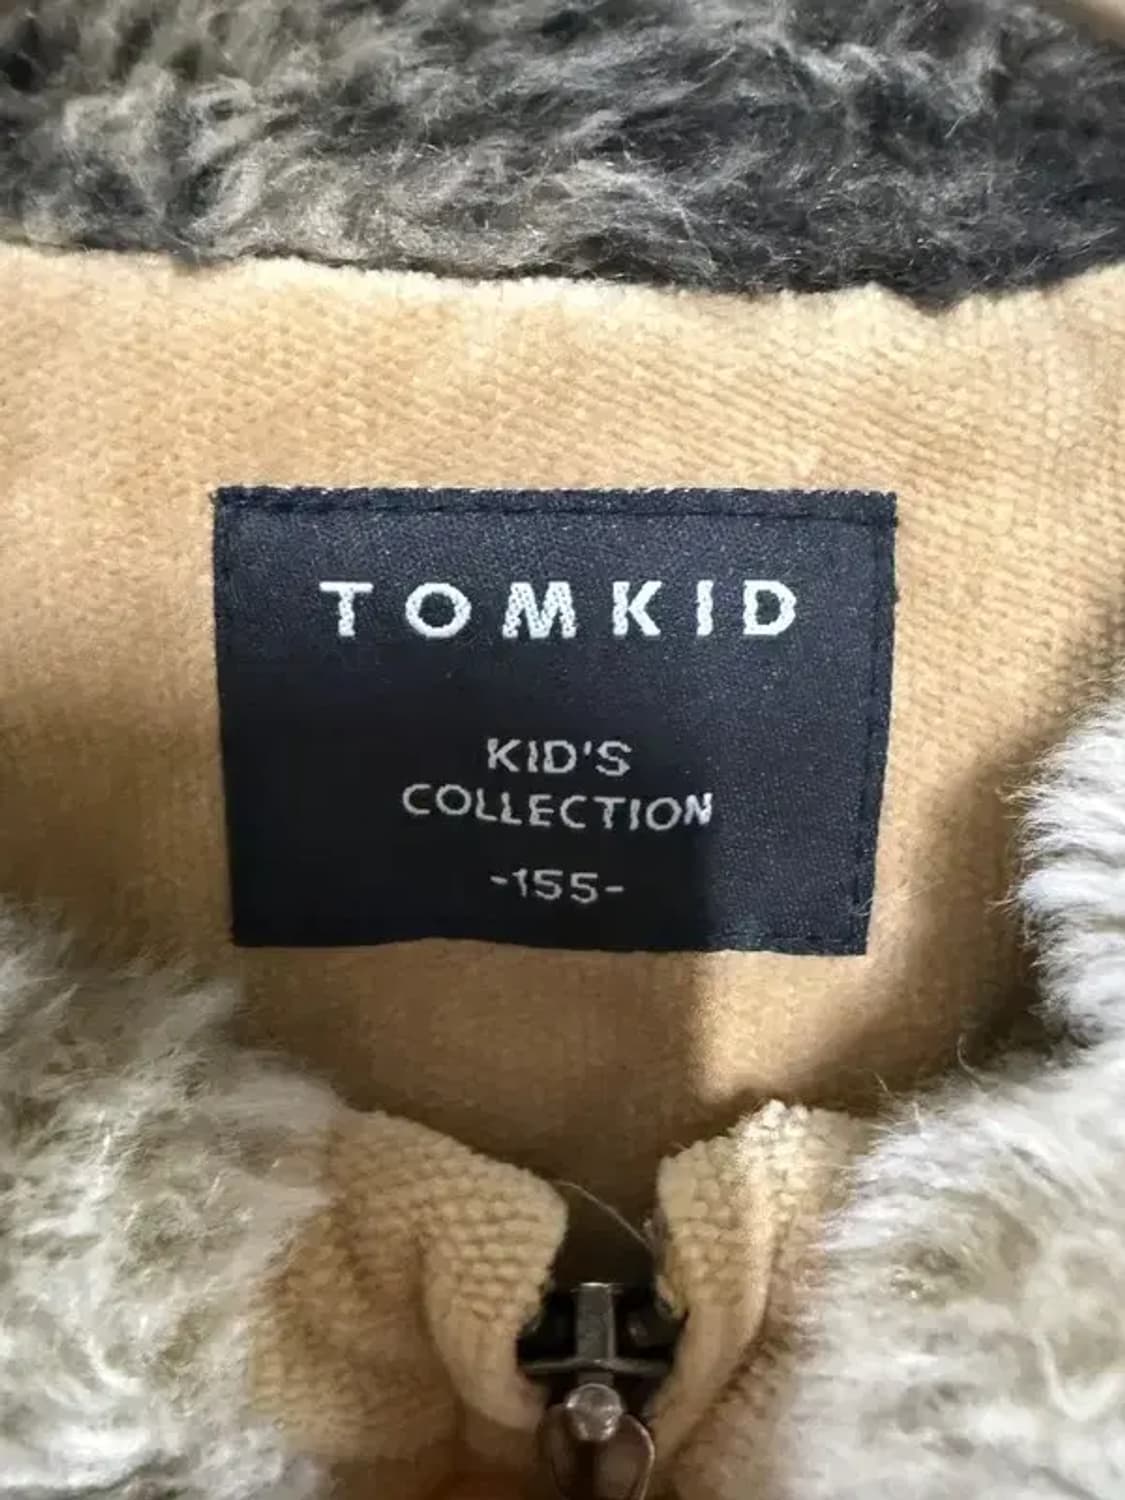 TOMKID
KID'S
COLLECTION
-155-